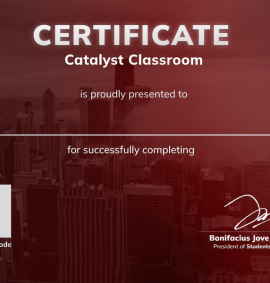 CERTIFICATE
Catalyst Classroom
is proudly presented to
for successfully completing
ode
Bonifacius Jove
President of Students